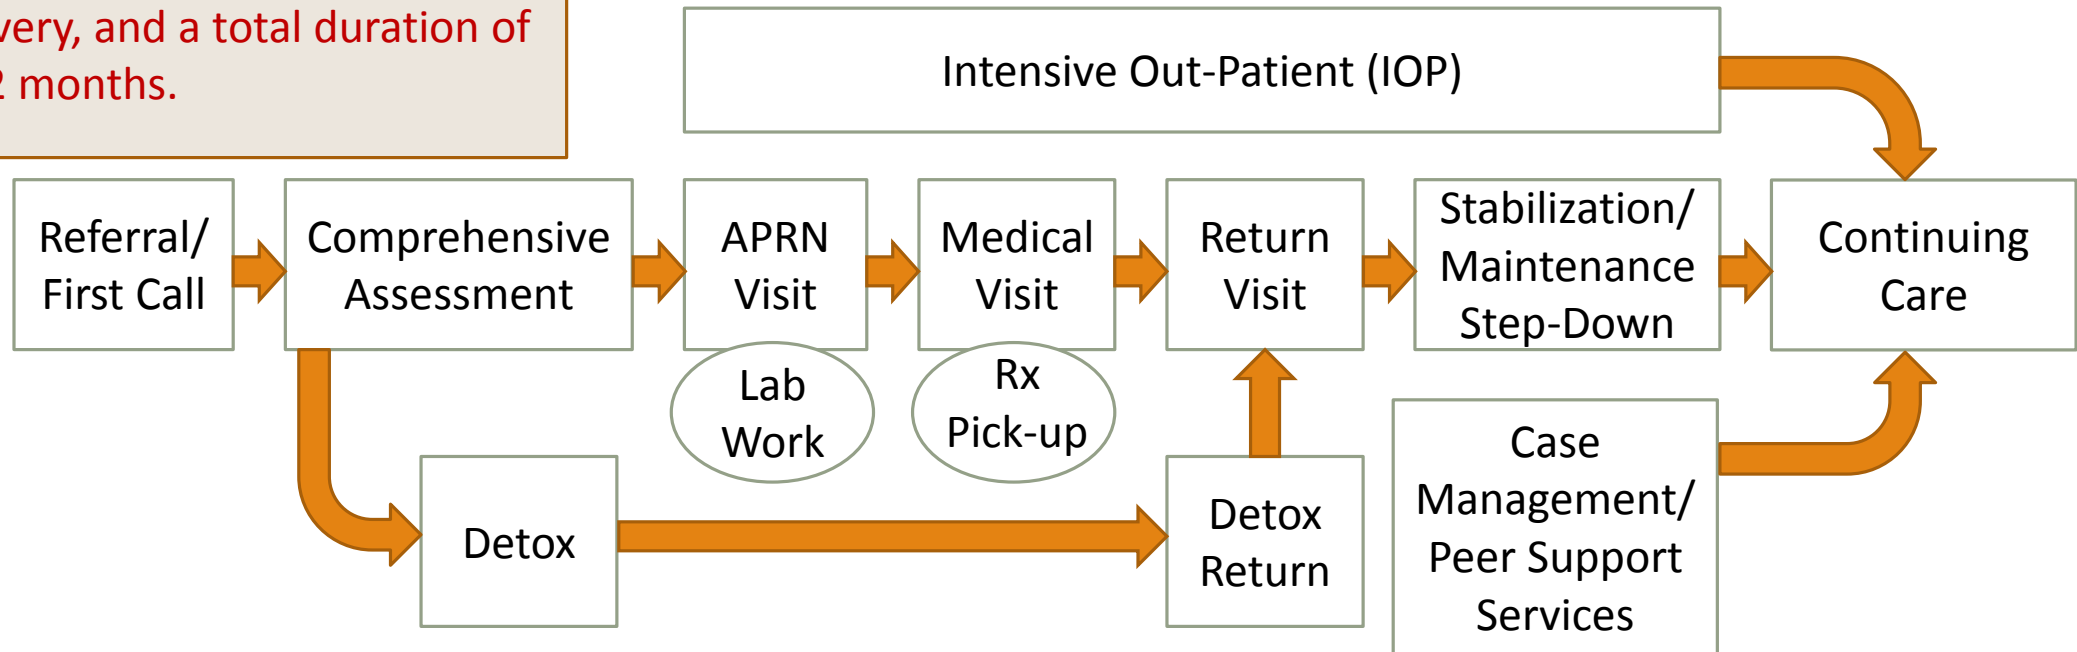 very, and a total duration of
2 months.
Intensive Out-Patient (IOP)
Referral/
First Call
Comprehensive
Assessment
APRN
Visit
Medical
Visit
Return
Visit
Stabilization/
Maintenance
Step-Down
Continuing
Care
Lab
Work
Rx
Pick-up
Detox
Detox
Return
Case
Management/
Peer Support
Services